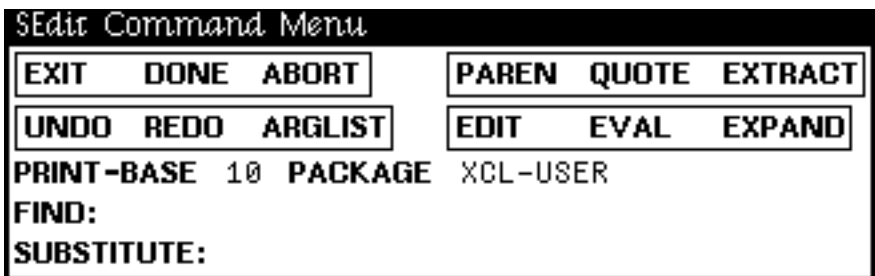 SEdit Command Menu
EXIT DONE ABORT PAREN QUOTE EXTRACT
UNDO REDO ARGLIST EDIT EVAL EXPAND
PRINT-BASE 10 PACKAGE XCL-USER
FIND:
SUBSTITUTE: